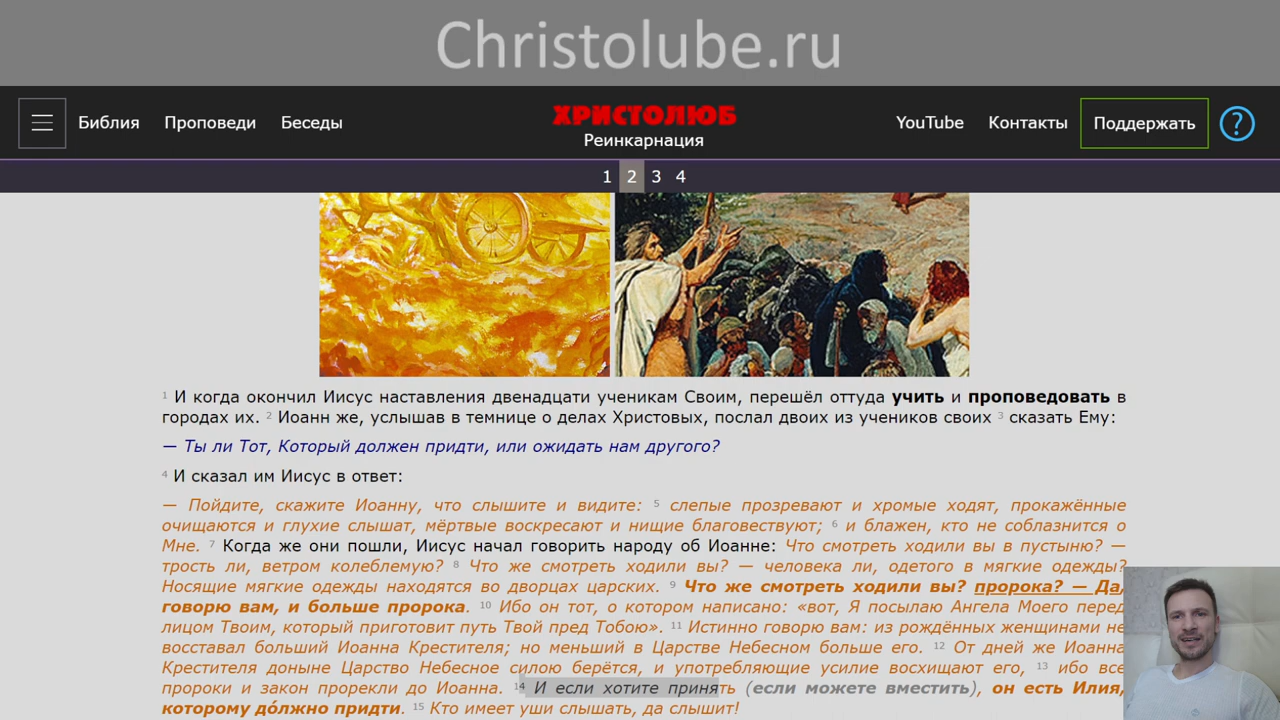 Christolube.ru
Библия Проповеди Беседы ХРИСТОЛЮБ YouTube Контакты Поддержать ?
Реинкарнация
1 2 3 4
1 И когда окончил Иисус наставления двенадцати ученикам Своим, перешёл оттуда учить и проповедовать в
городах их. 2 Иоанн же, услышав в темнице о делах Христовых, послал двоих из учеников своих 3 сказать Ему:
— Ты ли Тот, Который должен придти, или ожидать нам другого?
4 И сказал им Иисус в ответ:
— Пойдите, скажите Иоанну, что слышите и видите: 5 слепые прозревают и хромые ходят, прокажённые
очищаются и глухие слышат, мёртвые воскресают и нищие благовествуют; 6 и блажен, кто не соблазнится о
Мне. 7 Когда же они пошли, Иисус начал говорить народу об Иоанне: Что смотреть ходили вы в пустыню? —
трость ли, ветром колеблемую? 8 Что же смотреть ходили вы? — человека ли, одетого в мягкие одежды?
Носящие мягкие одежды находятся во дворцах царских. 9 Что же смотреть ходили вы? пророка? — Да,
говорю вам, и больше пророка. 10 Ибо он тот, о котором написано: «вот, Я посылаю Ангела Моего перед
лицом Твоим, который приготовит путь Твой пред Тобою». 11 Истинно говорю вам: из рождённых женщинами не
восставал больший Иоанна Крестителя; но меньший в Царстве Небесном больше его. 12 От дней же Иоанна
Крестителя доныне Царство Небесное силою берётся, и употребляющие усилие восхищают его, 13 ибо все
пророки и закон прорекли до Иоанна. 14 И если хотите принять (если можете вместить), он есть Илия,
которому до́лжно придти. 15 Кто имеет уши слышать, да слышит!